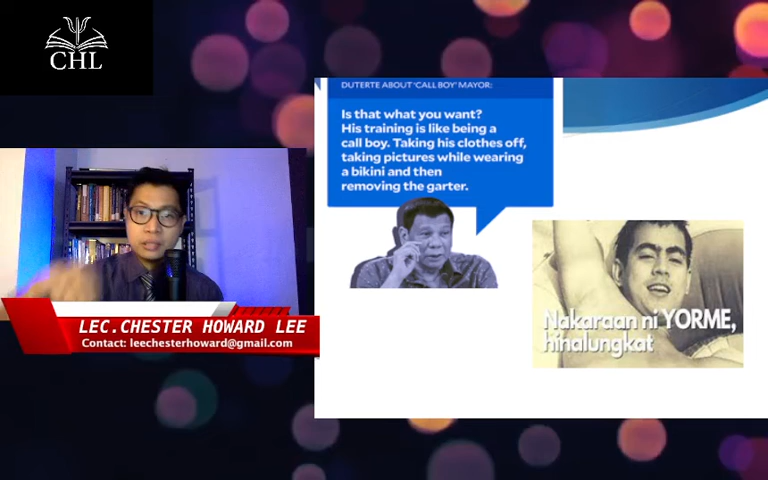 CHL
DUTERTE ABOUT 'CALL BOY' MAYOR:
Is that what you want?
His training is like being a
call boy. Taking his clothes off,
taking pictures while wearing
a bikini and then
removing the garter.
LEC.CHESTER HOWARD LEE
Contact: leechesterhoward@gmail.com
Nakaraan ni YORME,
hinalungkat